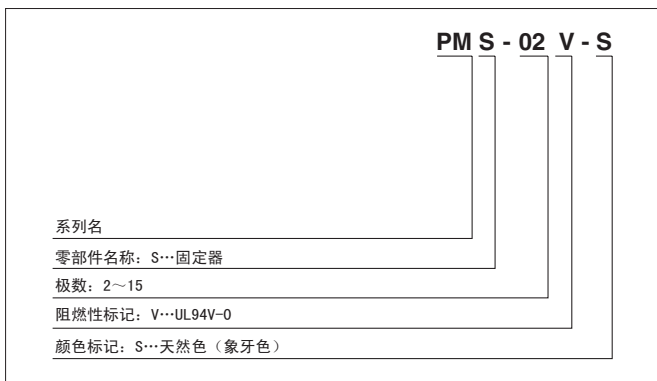 PM S - 02 V - S
系列名
零部件名称：S…固定器
极数：2～15
阻燃性标记：V…UL94V-0
颜色标记：S…天然色（象牙色）